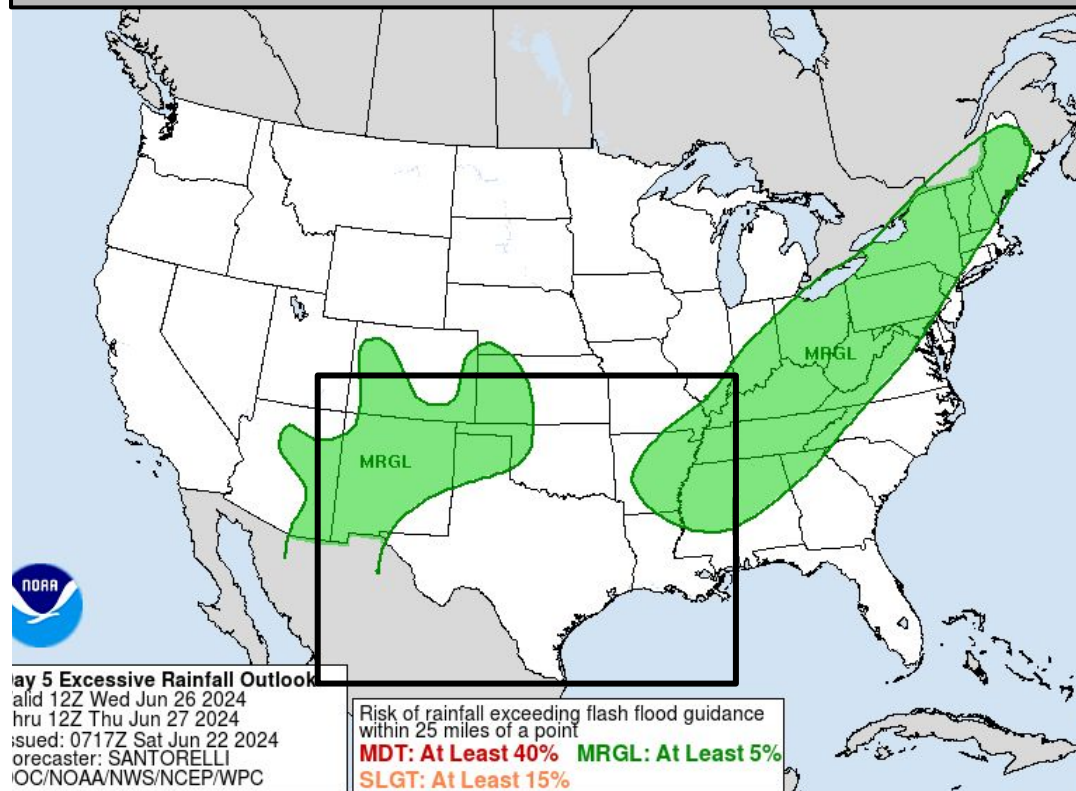 MRGL
MRGL
NOAA
ay 5 Excessive Rainfall Outlook
alid 12Z Wed Jun 26 2024
hru 12Z Thu Jun 27 2024
ssued: 0717Z Sat Jun 22 2024
orecaster: SANTORELLI
OC/NOAA/NWS/NCEP/WPC
Risk of rainfall exceeding flash flood guidance
within 25 miles of a point
MDT: At Least 40% MRGL: At Least 5%
SLGT: At Least 15%